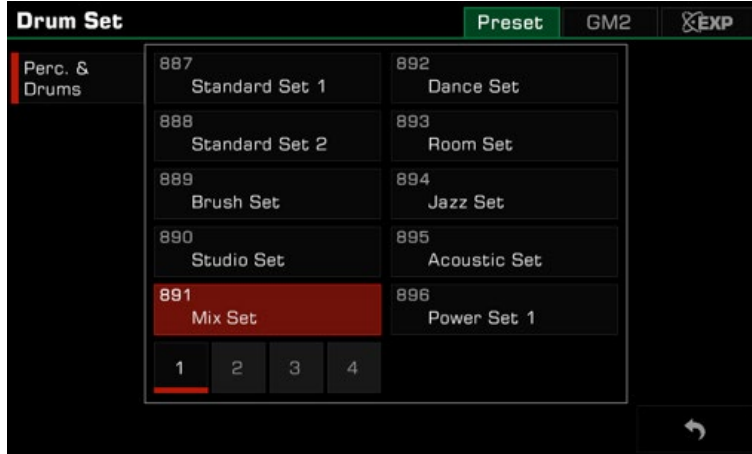 Drum Set
Preset
GM2
EXP
Perc. &
Drums
887
Standard Set 1
888
Standard Set 2
889
Brush Set
890
Studio Set
891
Mix Set
892
Dance Set
893
Room Set
894
Jazz Set
895
Acoustic Set
896
Power Set 1
1
2
3
4